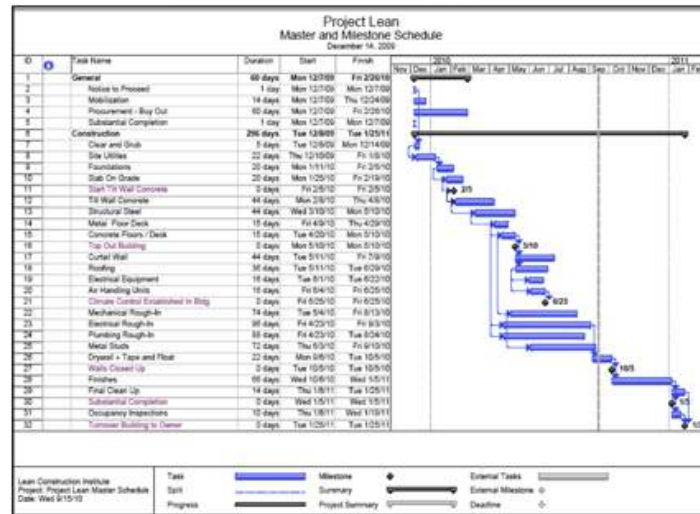 Project Lean
Master and Milestone Schedule
December 14, 2009
ID Task Name Duration Start Finish 2010 2011
Nov Dec Jan Feb Mar Apr May Jun Jul Aug Sep Oct Nov Dec Jan Fe
1 General 60 days Mon 12/7/09 Fri 2/26/10
2 Notice to Proceed 1 day Mon 12/7/09 Mon 12/7/09
3 Mobilization 14 days Mon 12/7/09 Thu 12/24/09
4 Procurement - Buy Out 60 days Mon 12/7/09 Fri 2/26/10
5 Substantial Completion 1 day Mon 12/7/09 Mon 12/7/09
6 Construction 296 days Tue 12/8/09 Tue 1/25/11
7 Clear and Grub 5 days Tue 12/8/09 Mon 12/14/09
8 Site Utilities 22 days Thu 12/10/09 Fri 1/8/10
9 Foundations 20 days Mon 1/11/10 Fri 2/5/10
10 Slab On Grade 20 days Mon 1/25/10 Fri 2/19/10
11 Start Tilt Wall Concrete 0 days Fri 2/5/10 Fri 2/5/10 2/5
12 Tilt Wall Concrete 44 days Mon 2/8/10 Thu 4/8/10
13 Structural Steel 44 days Wed 3/10/10 Mon 5/10/10
14 Metal Floor Deck 15 days Fri 4/9/10 Thu 4/29/10
15 Concrete Floors / Deck 15 days Tue 4/20/10 Mon 5/10/10
16 Top Out Building 0 days Mon 5/10/10 Mon 5/10/10 5/10
17 Curtain Wall 44 days Tue 5/11/10 Fri 7/9/10
18 Roofing 36 days Tue 5/11/10 Tue 6/29/10
19 Electrical Equipment 16 days Tue 6/1/10 Tue 6/22/10
20 Air Handling Units 16 days Fri 6/4/10 Fri 6/25/10
21 Climate Control Established In Bldg 0 days Fri 6/25/10 Fri 6/25/10
22 Mechanical Rough-In 74 days Tue 5/4/10 Fri 8/13/10
23 Electrical Rough-In 96 days Fri 4/23/10 Fri 9/3/10
24 Plumbing Rough-In 88 days Fri 4/23/10 Tue 8/24/10
25 Metal Studs 72 days Thu 6/3/10 Fri 9/10/10
26 Drywall + Tape and Float 22 days Mon 9/6/10 Tue 10/5/10
27 Walls Closed Up 0 days Tue 10/5/10 Tue 10/5/10 10/5
28 Finishes 66 days Wed 10/6/10 Wed 1/5/11
29 Final Clean Up 14 days Thu 1/6/11 Tue 1/25/11
30 Substantial Completion 0 days Wed 1/5/11 Wed 1/5/11 1/5
31 Occupancy Inspections 10 days Thu 1/6/11 Wed 1/19/11
32 Turnover Building to Owner 0 days Tue 1/25/11 Tue 1/25/11
Lean Construction Institute
Project: Project Lean Master Schedule
Date: Wed 9/15/10
Task Milestone External Tasks
Split Summary External Milestone
Progress Project Summary Deadline